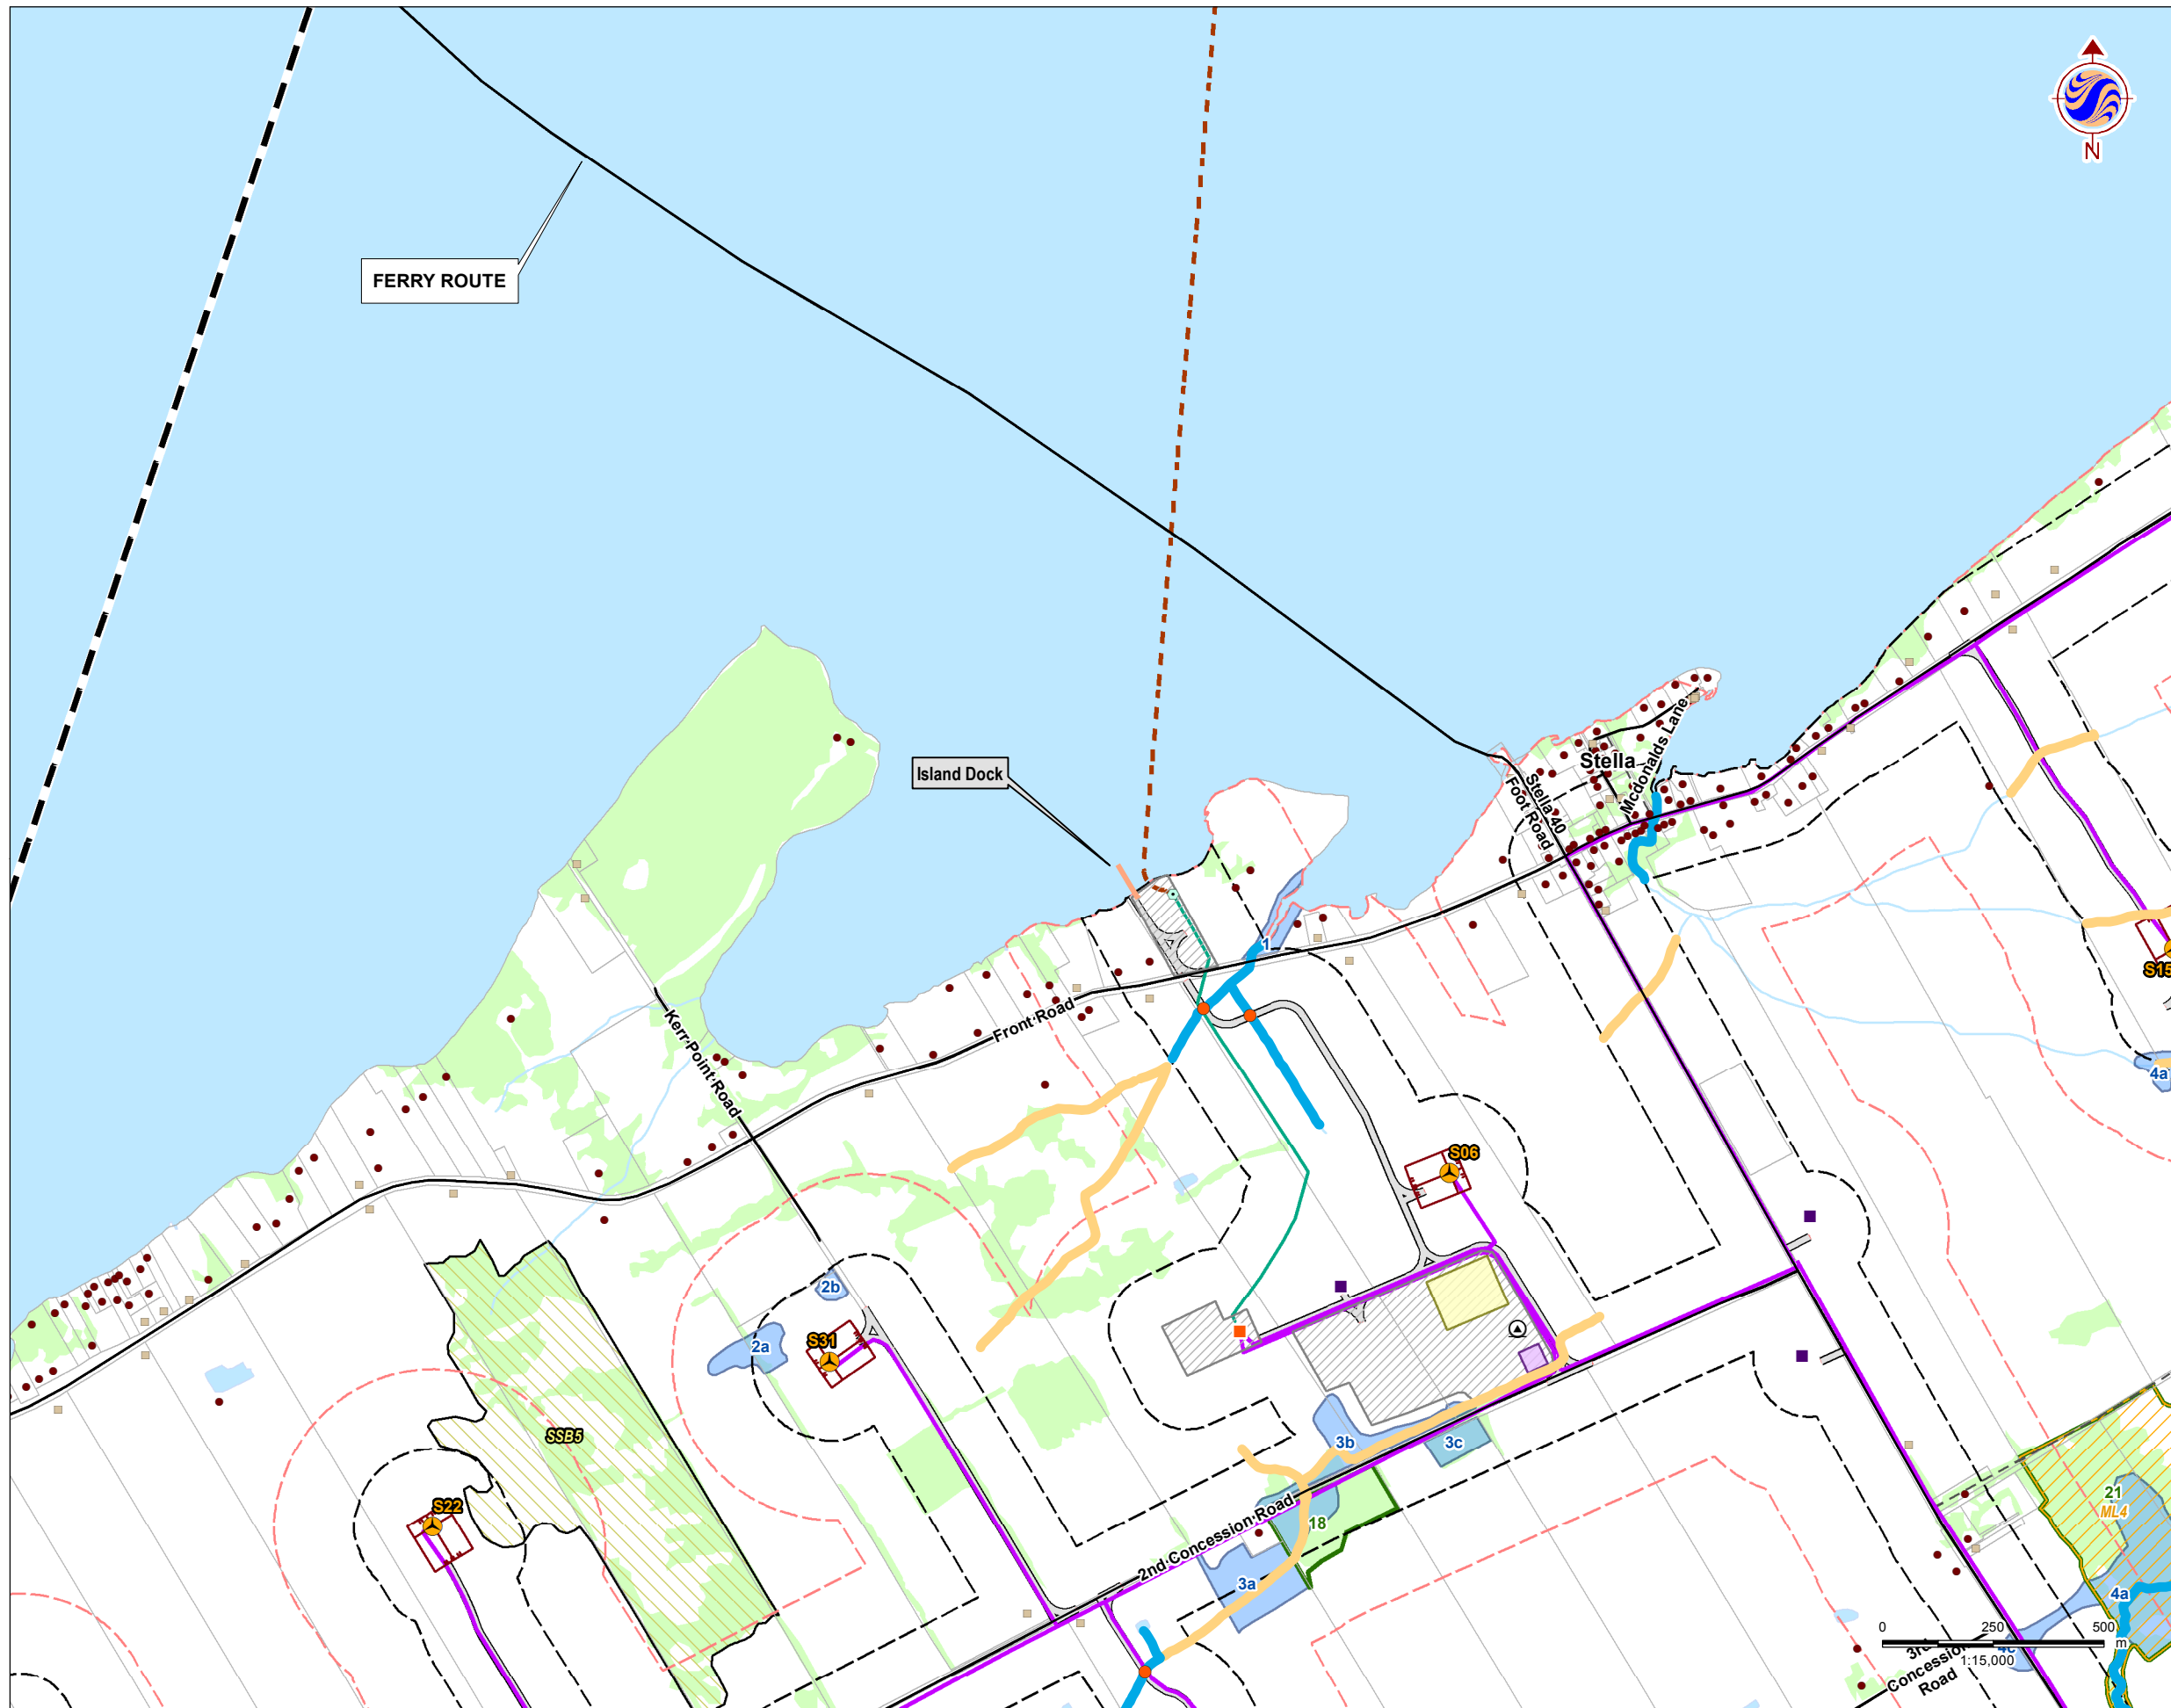 N
FERRY ROUTE
Island Dock
Stella
Mcdonalds Lane
Stella 40
Foot Road
S15
1
Front Road
Kerr Point Road
4a
S06
2b
2a
S31
SSB5
3b
3c
S22
18
21
ML4
2nd Concession Road
3a
4a
0 250 500
m
1:15,000
4c
Concession
Road